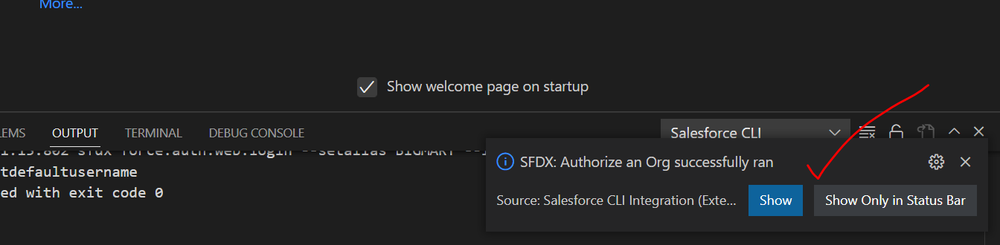 More...
Show welcome page on startup
LEMS OUTPUT TERMINAL DEBUG CONSOLE Salesforce CLI
1.15.802 sfdx force:auth:web:login --setalias BIGMART --
tdefaultusername
ed with exit code 0
SFDX: Authorize an Org successfully ran
Source: Salesforce CLI Integration (Exte... Show Show Only in Status Bar